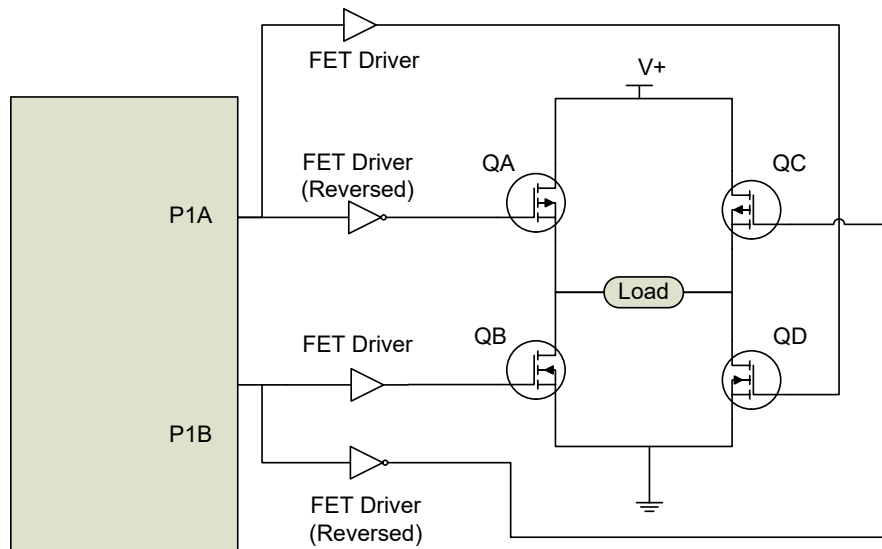 FET Driver
V+
FET Driver
(Reversed)
QA
QC
P1A
Load
FET Driver
QB
QD
P1B
FET Driver
(Reversed)